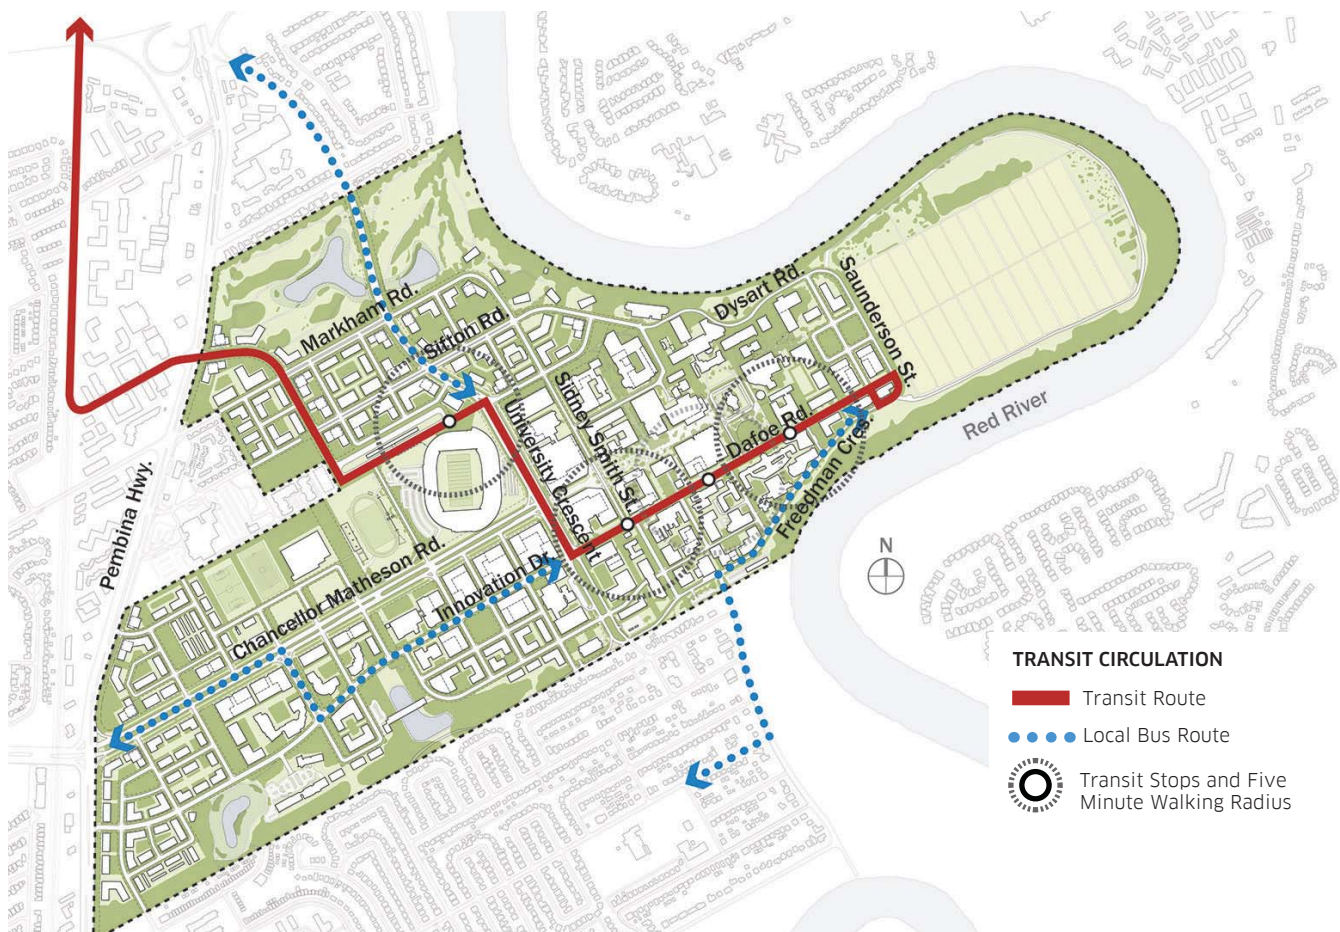 Markham Rd.
Sifton Rd.
Dysart Rd.
Saunderson St.
Sidney Smith St.
University Crescent
Dafoe Rd.
Freedman Cres.
Red River
Pembina Hwy.
Chancellor Matheson Rd.
Innovation Dr.
N
TRANSIT CIRCULATION
Transit Route
Local Bus Route
Transit Stops and Five
Minute Walking Radius